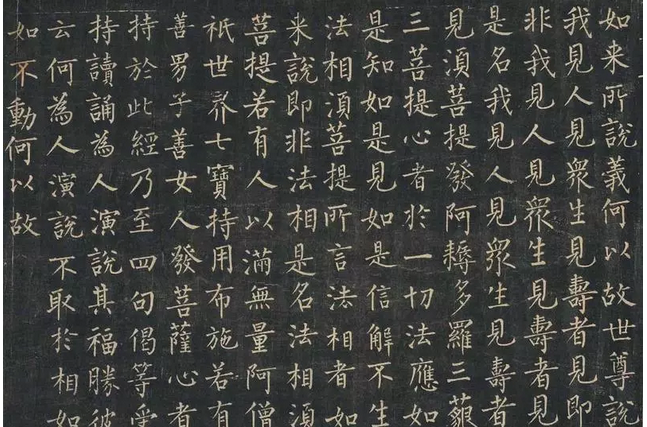 如来所說義何以故世尊說
我見人見衆生見壽者見即
非我見人見衆生見壽者見
是名我見人見衆生見壽者
見湏菩提發阿耨多羅三藐
三菩提心者於一切法應如
是知如是見如是信解不生
法相湏菩提所言法相者如
来說即非法相是名法相湏
菩提若有人以滿無量阿僧
祇世界七寶持用布施若有
善男子善女人發菩薩心者
持於此經乃至四句偈等受
持讀誦為人演說其福勝彼
云何為人演說不取於相如
如不動何以故